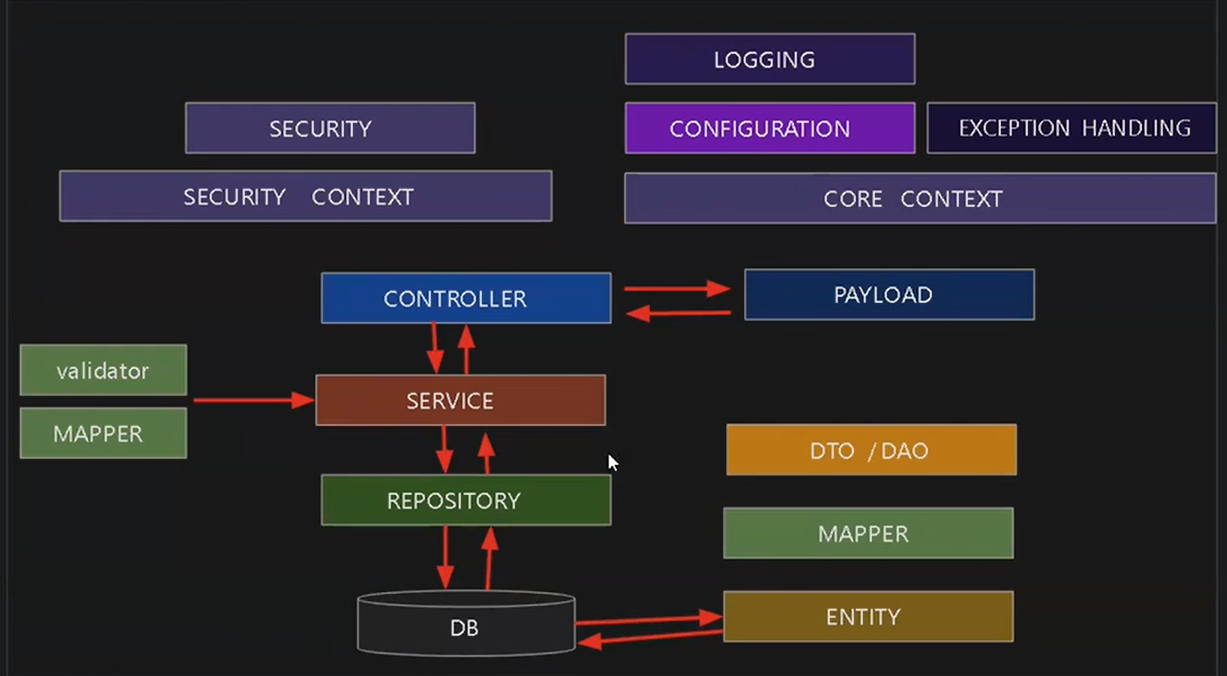 LOGGING
SECURITY
CONFIGURATION
EXCEPTION HANDLING
SECURITY CONTEXT
CORE CONTEXT
CONTROLLER
PAYLOAD
validator
SERVICE
MAPPER
DTO / DAO
REPOSITORY
MAPPER
ENTITY
DB